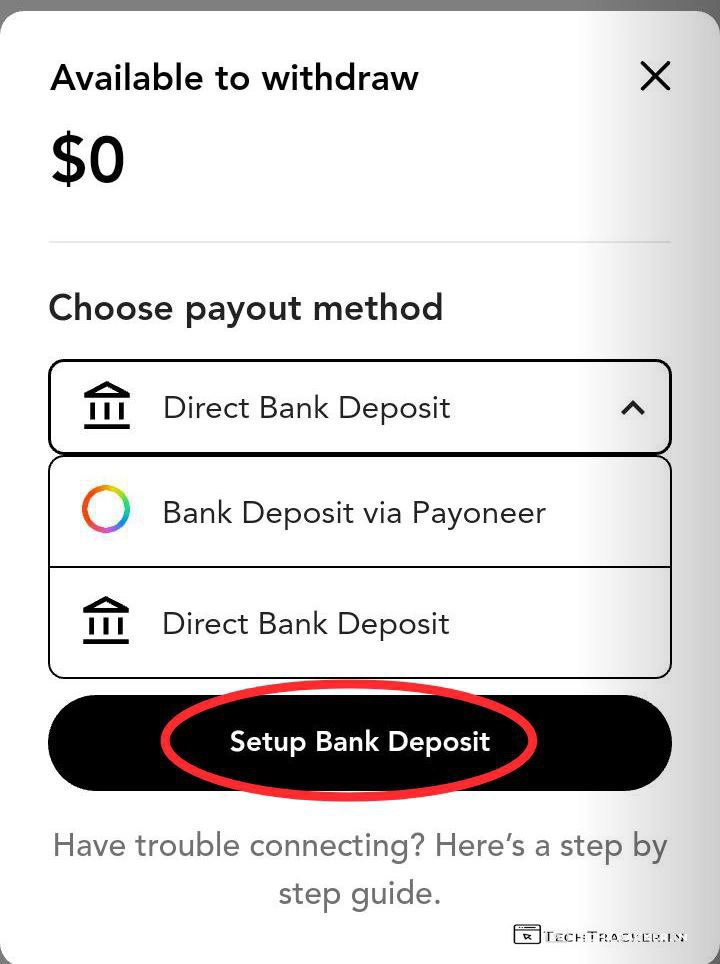 Available to withdraw
$0
Choose payout method
Direct Bank Deposit
Bank Deposit via Payoneer
Direct Bank Deposit
Setup Bank Deposit
Have trouble connecting? Here’s a step by
step guide.
TECHTRACKER.IN